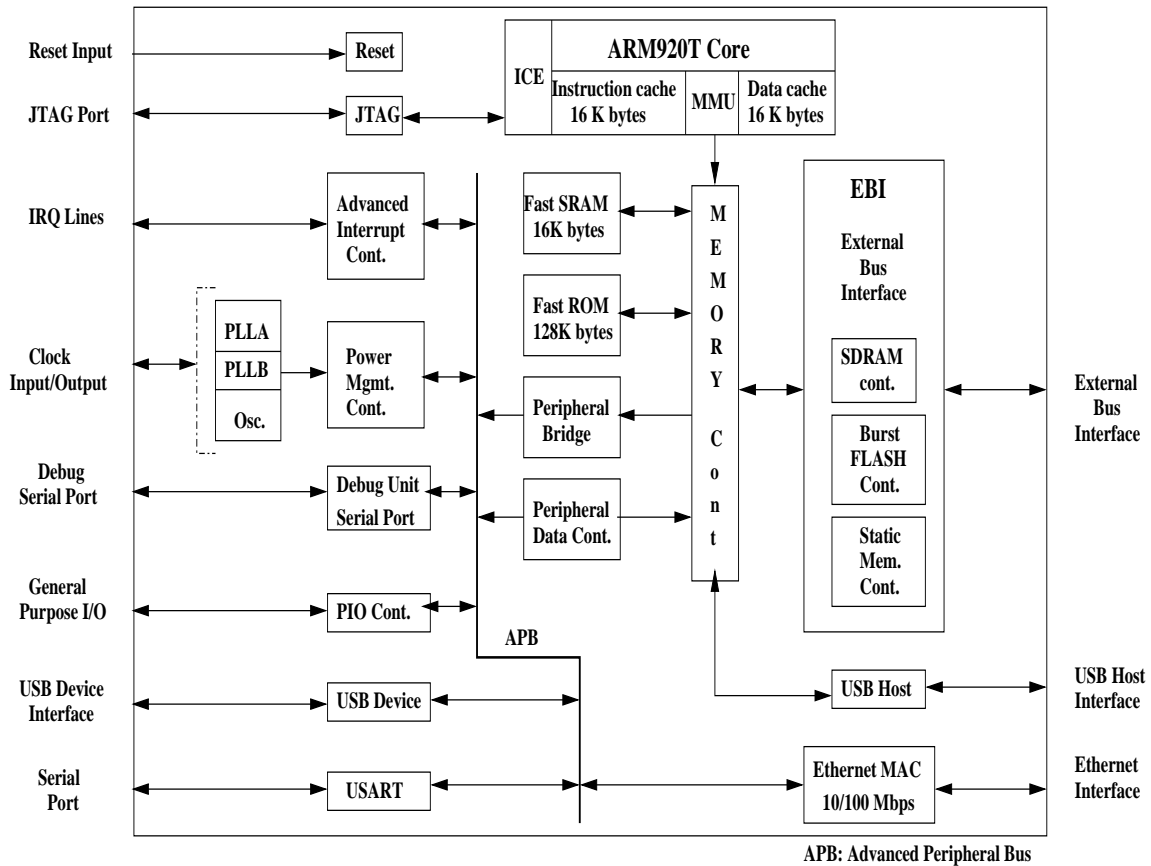 Reset Input
Reset
ARM920T Core
ICE
Instruction cache
16 K bytes
MMU
Data cache
16 K bytes
JTAG Port
JTAG
IRQ Lines
Advanced
Interrupt
Cont.
Fast SRAM
16K bytes
M
E
M
O
R
Y
C
o
n
t
EBI
External
Bus
Interface
Fast ROM
128K bytes
Clock
Input/Output
PLLA
PLLB
Osc.
Power
Mgmt.
Cont.
Peripheral
Bridge
SDRAM
cont.
External
Bus
Interface
Burst
FLASH
Cont.
Debug
Serial Port
Debug Unit
Serial Port
Peripheral
Data Cont.
Static
Mem.
Cont.
General
Purpose I/O
PIO Cont.
APB
USB Device
Interface
USB Device
USB Host
USB Host
Interface
Serial
Port
USART
Ethernet MAC
10/100 Mbps
Ethernet
Interface
APB: Advanced Peripheral Bus